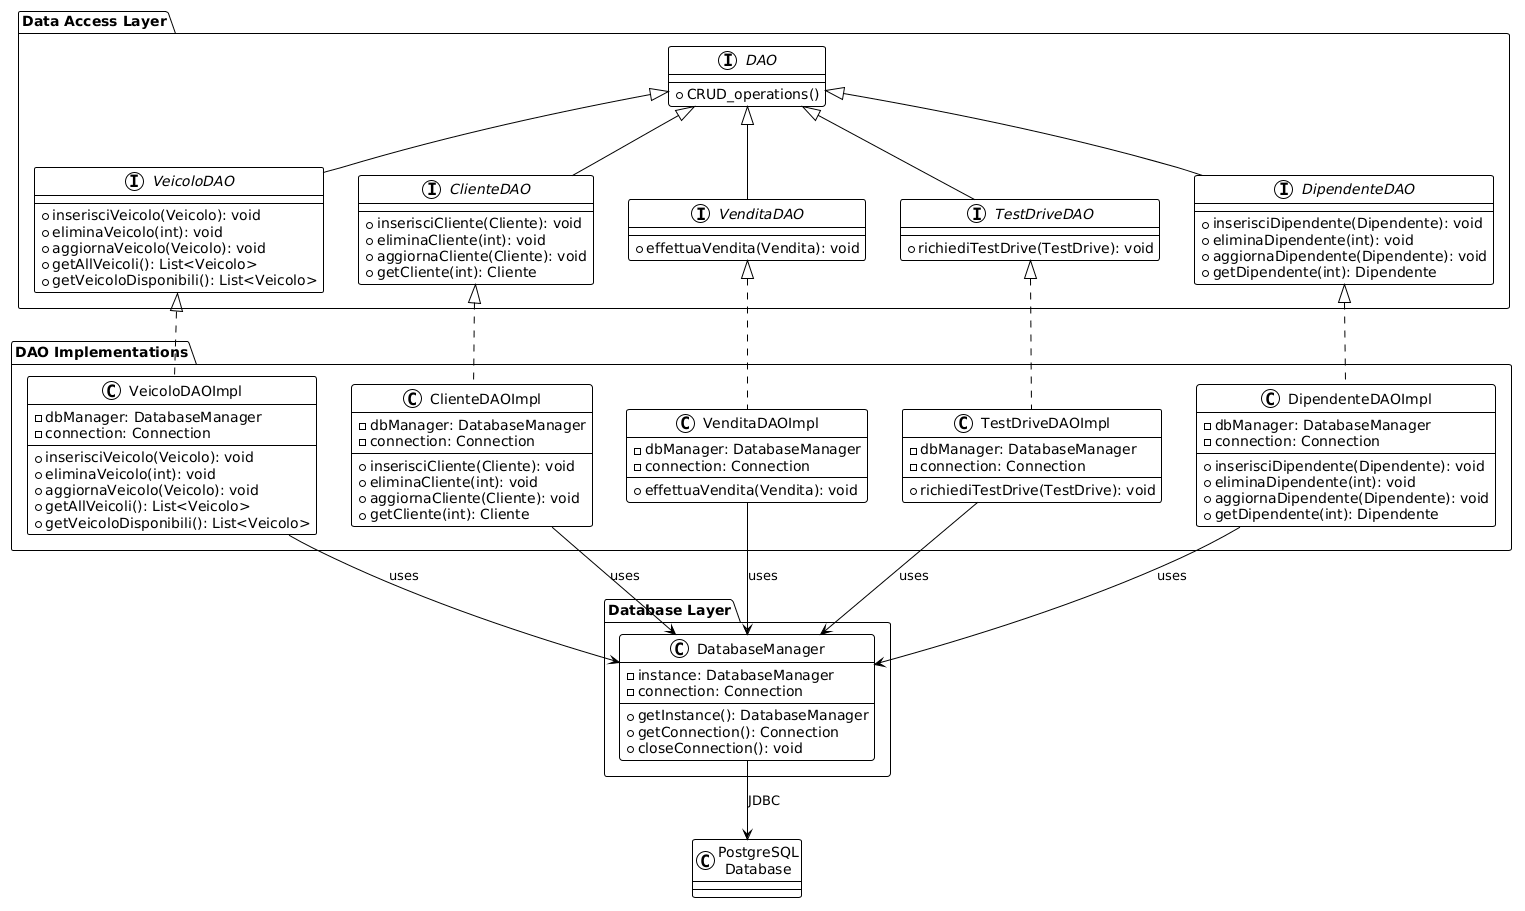 Data Access Layer
I DAO
CRUD_operations()
I VeicoloDAO
inserisciVeicolo(Veicolo): void
eliminaVeicolo(int): void
aggiornaVeicolo(Veicolo): void
getAllVeicoli(): List<Veicolo>
getVeicoloDisponibili(): List<Veicolo>
I ClienteDAO
inserisciCliente(Cliente): void
eliminaCliente(int): void
aggiornaCliente(Cliente): void
getCliente(int): Cliente
I VenditaDAO
effettuaVendita(Vendita): void
I TestDriveDAO
richiediTestDrive(TestDrive): void
I DipendenteDAO
inserisciDipendente(Dipendente): void
eliminaDipendente(int): void
aggiornaDipendente(Dipendente): void
getDipendente(int): Dipendente
DAO Implementations
C VeicoloDAOImpl
dbManager: DatabaseManager
connection: Connection
inserisciVeicolo(Veicolo): void
eliminaVeicolo(int): void
aggiornaVeicolo(Veicolo): void
getAllVeicoli(): List<Veicolo>
getVeicoloDisponibili(): List<Veicolo>
C ClienteDAOImpl
dbManager: DatabaseManager
connection: Connection
inserisciCliente(Cliente): void
eliminaCliente(int): void
aggiornaCliente(Cliente): void
getCliente(int): Cliente
C VenditaDAOImpl
dbManager: DatabaseManager
connection: Connection
effettuaVendita(Vendita): void
C TestDriveDAOImpl
dbManager: DatabaseManager
connection: Connection
richiediTestDrive(TestDrive): void
C DipendenteDAOImpl
dbManager: DatabaseManager
connection: Connection
inserisciDipendente(Dipendente): void
eliminaDipendente(int): void
aggiornaDipendente(Dipendente): void
getDipendente(int): Dipendente
uses
uses
uses
uses
uses
Database Layer
C DatabaseManager
instance: DatabaseManager
connection: Connection
getInstance(): DatabaseManager
getConnection(): Connection
closeConnection(): void
JDBC
C PostgreSQL
Database